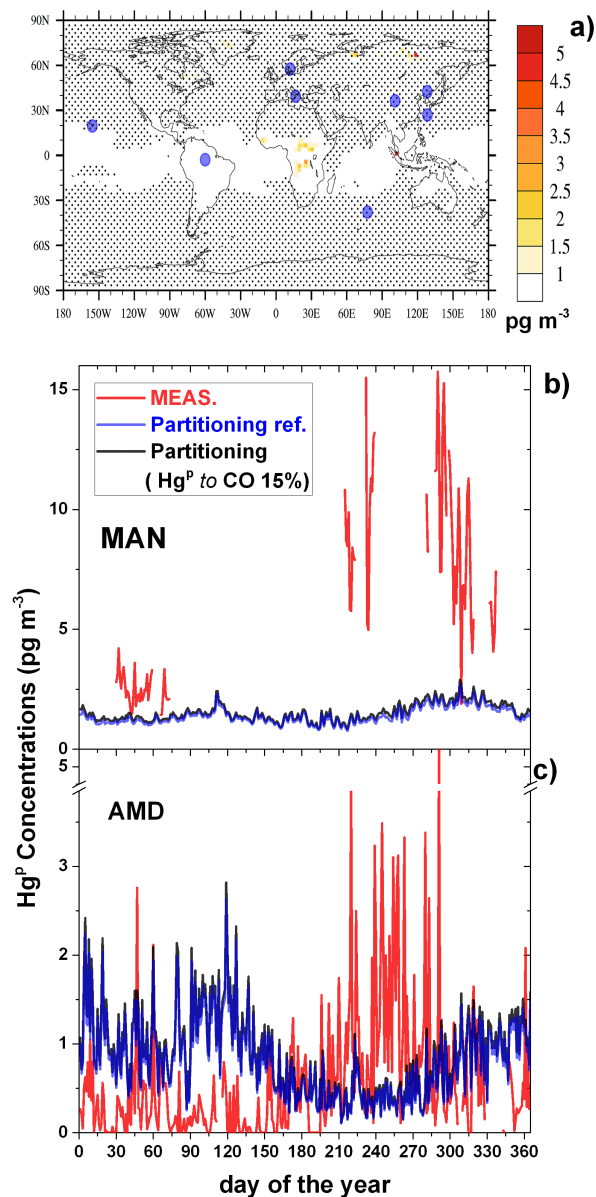 a)
90N
60N
30N
0
30S
60S
90S
180 150W 120W 90W 60W 30W 0 30E 60E 90E 120E 150E 180
5
4.5
4
3.5
3
2.5
2
1.5
1
pg m-3
b)
MEAS.
Partitioning ref.
Partitioning
( Hgp to CO 15%)
MAN
15
10
5
0
Hgp Concentrations (pg m-3)
c)
AMD
5
3
2
1
0
0 30 60 90 120 150 180 210 240 270 300 330 360
day of the year